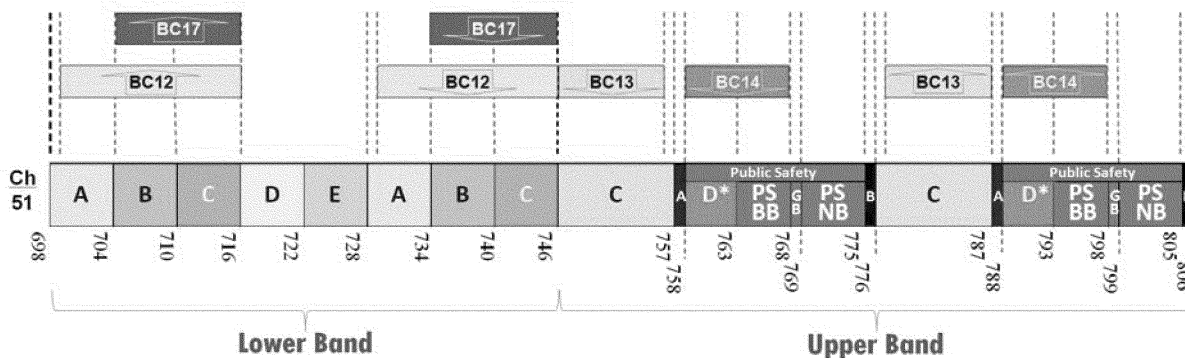 BC17 BC17
BC12 BC12 BC13 BC14 BC13 BC14
Public Safety Public Safety
Ch
51
A B C D E A B C C A D* PS BB G B PS NB B C A D* PS BB G B PS NB
698 704 710 716 722 728 734 740 746 757 758 763 768 769 775 776 787 788 793 798 799 805 806
Lower Band Upper Band